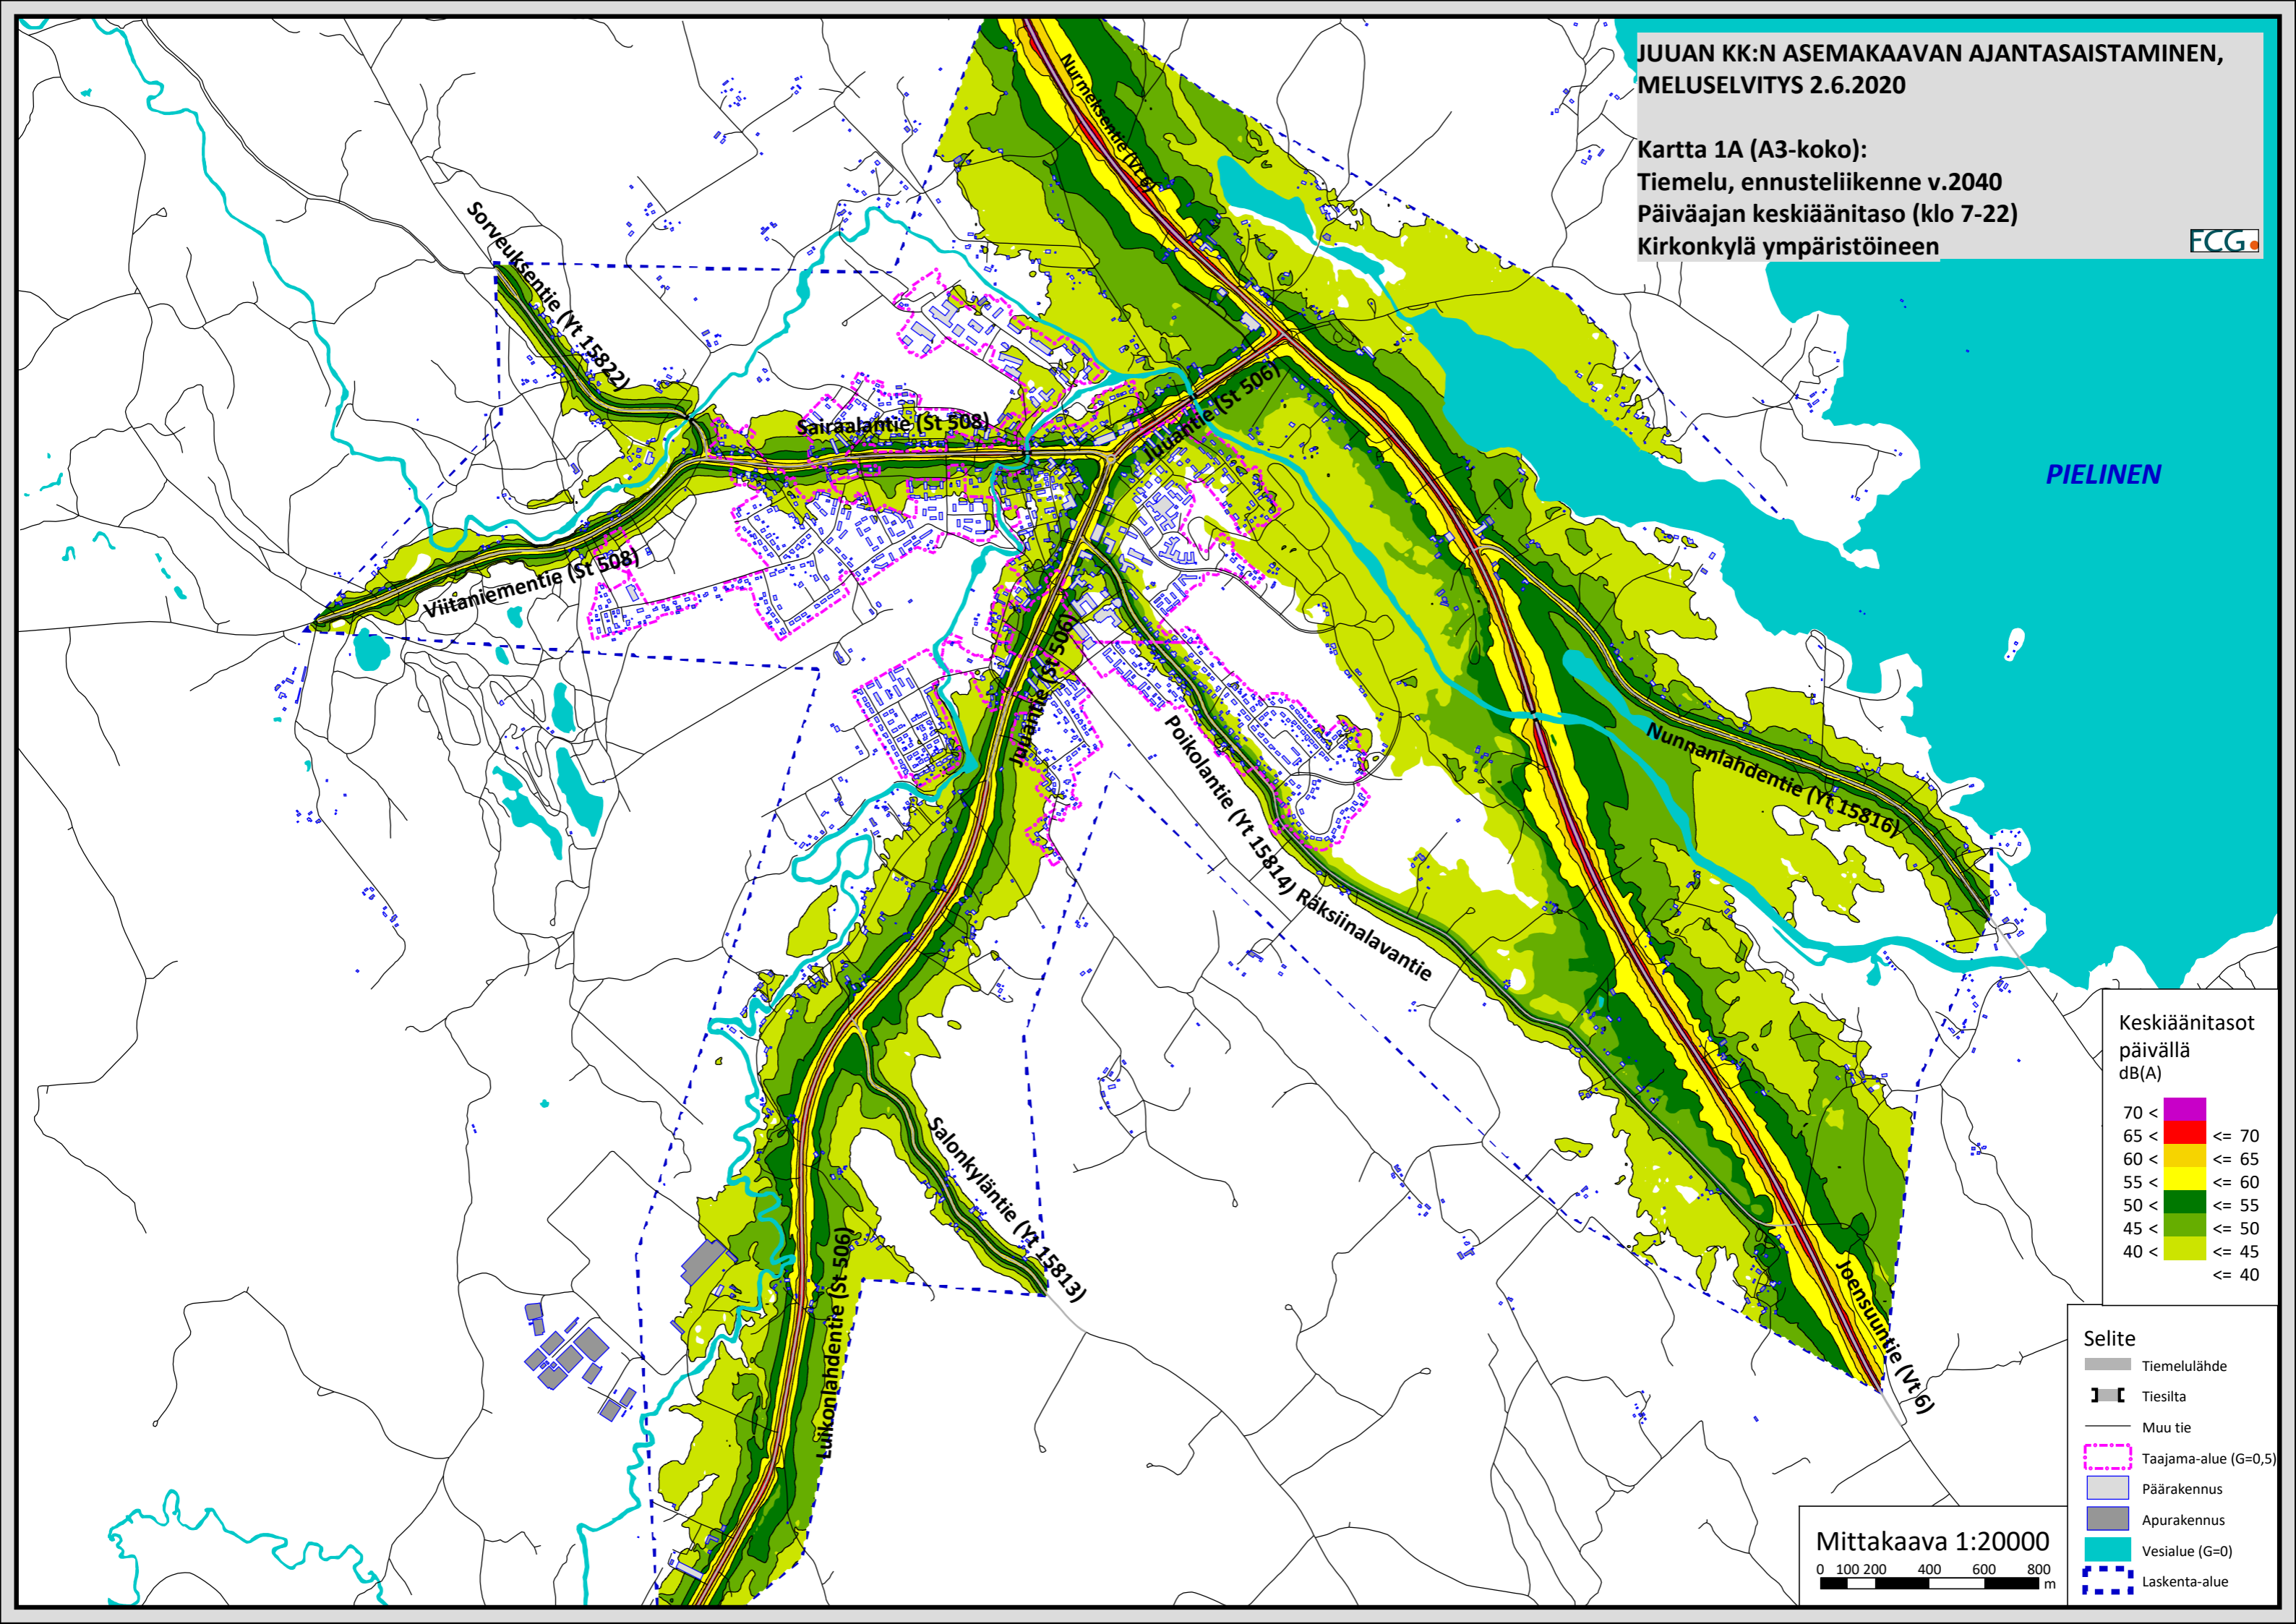 JUUAN KK:N ASEMAKAAVAN AJANTASAISTAMINEN,
MELUSELVITYS 2.6.2020
Kartta 1A (A3-koko):
Tiemelu, ennusteliikenne v.2040
Päiväajan keskiäänitaso (klo 7-22)
Kirkonkylä ympäristöineen
FCG
Nurmeksentie (Vt 6)
Sorveuksentie (Yt 15822)
Sairaalantie (St 508)
Juuantie (St 506)
PIELINEN
Viitaniementie (St 508)
Juuantie (St 506)
Polkolantie (Yt 15814) Räksiinalavantie
Nunnanlahdentie (Yt 15816)
Salonkyläntie (Yt 15813)
Luikonlahdentie (St 506)
Joensuuntie (Vt 6)
Keskiäänitasot
päivällä
dB(A)
70 <
65 < <= 70
60 < <= 65
55 < <= 60
50 < <= 55
45 < <= 50
40 < <= 45
<= 40
Selite
Tiemelulähde
Tiesilta
Muu tie
Taajama-alue (G=0,5)
Päärakennus
Apurakennus
Vesialue (G=0)
Laskenta-alue
Mittakaava 1:20000
0 100 200 400 600 800
m